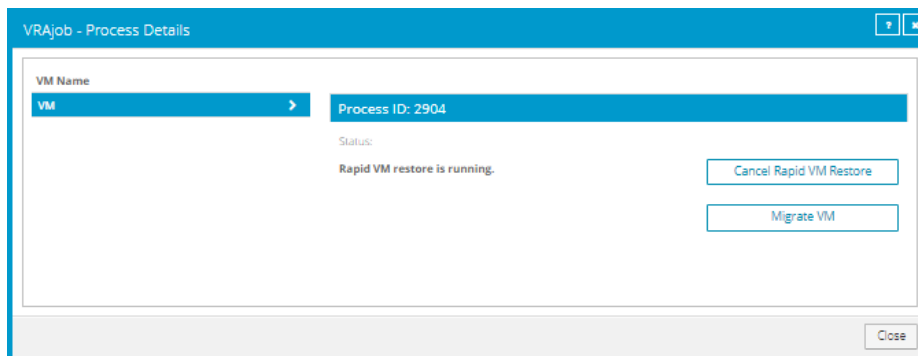 VRAjob - Process Details
?
VM Name
VM
Process ID: 2904
Status:
Rapid VM restore is running.
Cancel Rapid VM Restore
Migrate VM
Close